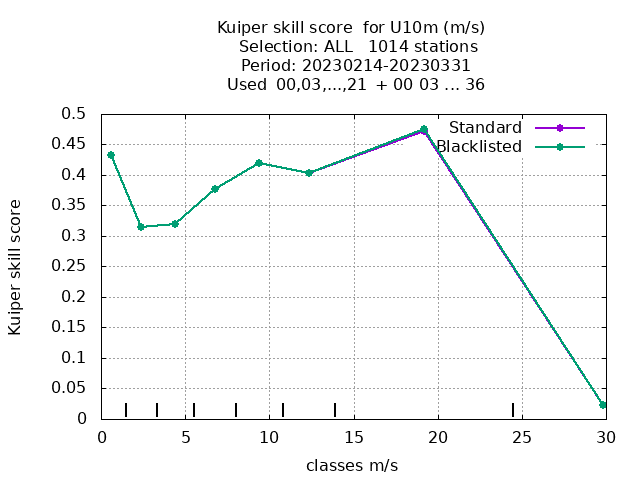 Kuiper skill score  for U10m (m/s)
Selection: ALL   1014 stations
Period: 20230214-20230331
Used  00,03,...,21  + 00 03 ... 36
Standard
Blacklisted
Kuiper skill score
0.5
0.45
0.4
0.35
0.3
0.25
0.2
0.15
0.1
0.05
0
0 5 10 15 20 25 30
classes m/s